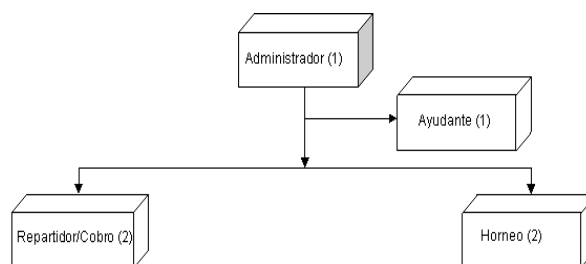 Administrador (1)
Ayudante (1)
Repartidor/Cobro (2)
Horneo (2)